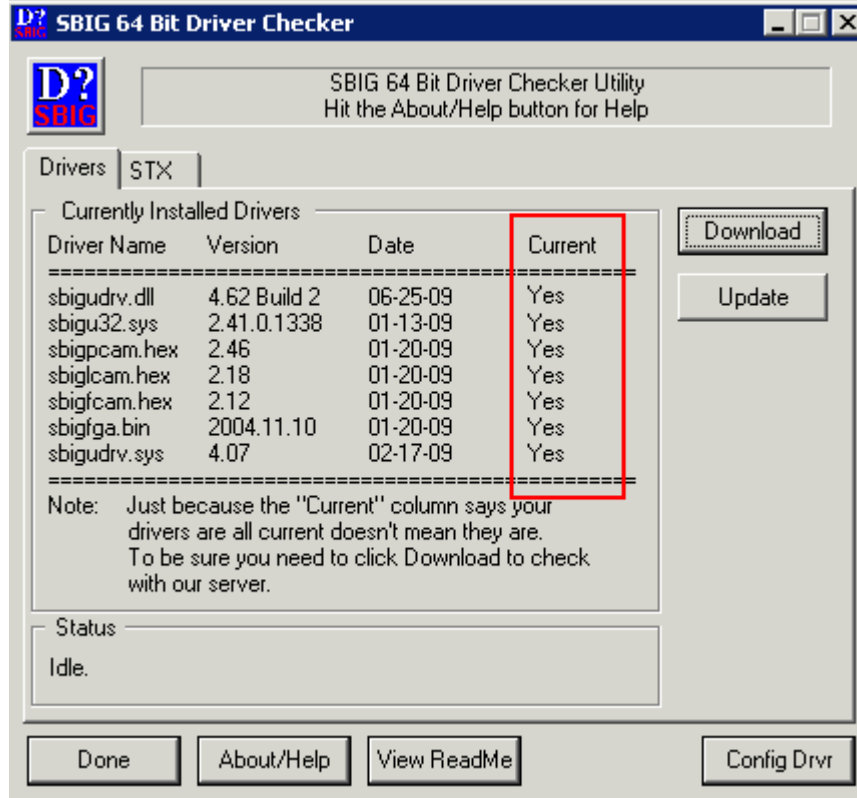 D? SBIG SBIG 64 Bit Driver Checker
D?
SBIG
SBIG 64 Bit Driver Checker Utility
Hit the About/Help button for Help
Drivers STX
Currently Installed Drivers
Driver Name Version Date Current
================================================
sbigudrv.dll 4.62 Build 2 06-25-09 Yes
sbigu32.sys 2.41.0.1338 01-13-09 Yes
sbigpcam.hex 2.46 01-20-09 Yes
sbiglcam.hex 2.18 01-20-09 Yes
sbigfcam.hex 2.12 01-20-09 Yes
sbigfga.bin 2004.11.10 01-20-09 Yes
sbigudrv.sys 4.07 02-17-09 Yes
================================================
Note: Just because the "Current" column says your
drivers are all current doesn't mean they are.
To be sure you need to click Download to check
with our server.
Download
Update
Status
Idle.
Done About/Help View ReadMe Config Drvr